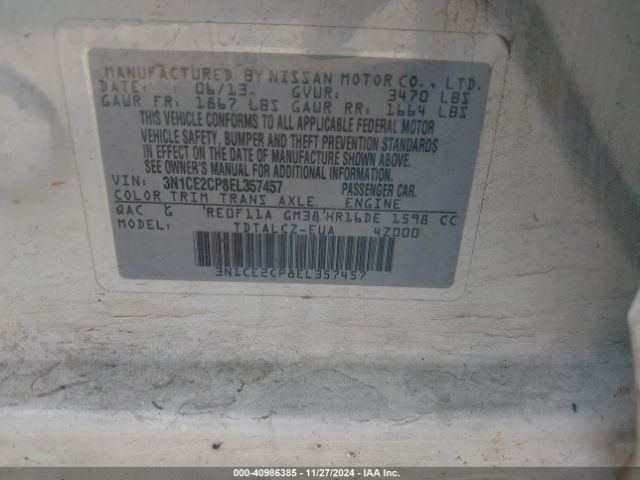 MANUFACTURED BY NISSAN MOTOR CO., LTD.
DATE: 06/13. GVWR: 3470 LBS
GAWR FR: 1867 LBS GAWR RR: 1664 LBS
THIS VEHICLE CONFORMS TO ALL APPLICABLE FEDERAL MOTOR
VEHICLE SAFETY, BUMPER AND THEFT PREVENTION STANDARDS
IN EFFECT ON THE DATE OF MANUFACTURE SHOWN ABOVE.
SEE OWNER'S MANUAL FOR ADDITIONAL INFORMATION.
VIN: 3N1CE2CP8EL357457 PASSENGER CAR.
COLOR TRIM TRANS AXLE ENGINE
QAC G RE0F11A GM38 HR16DE 1598 CC
MODEL: TDTALCZ-EUA 4Z000
3N1CE2CP8EL357457
000-40986385 - 11/27/2024 - IAA Inc.